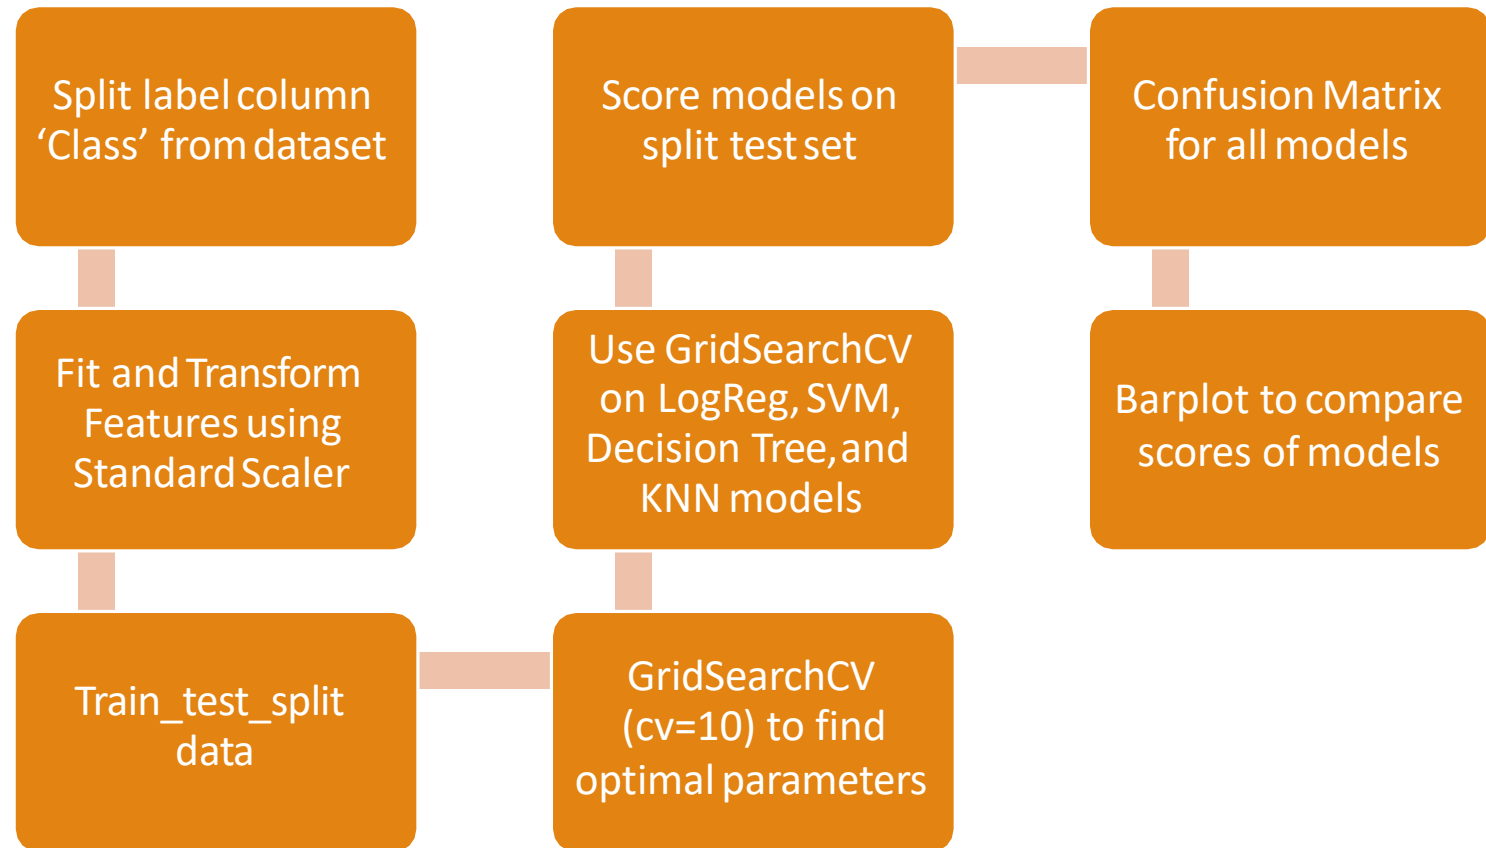 Split label column
‘Class’ from dataset
Fit and Transform
Features using
Standard Scaler
Train_test_split
data
GridSearchCV
(cv=10) to find
optimal parameters
Use GridSearchCV
on LogReg, SVM,
Decision Tree, and
KNN models
Score models on
split test set
Confusion Matrix
for all models
Barplot to compare
scores of models